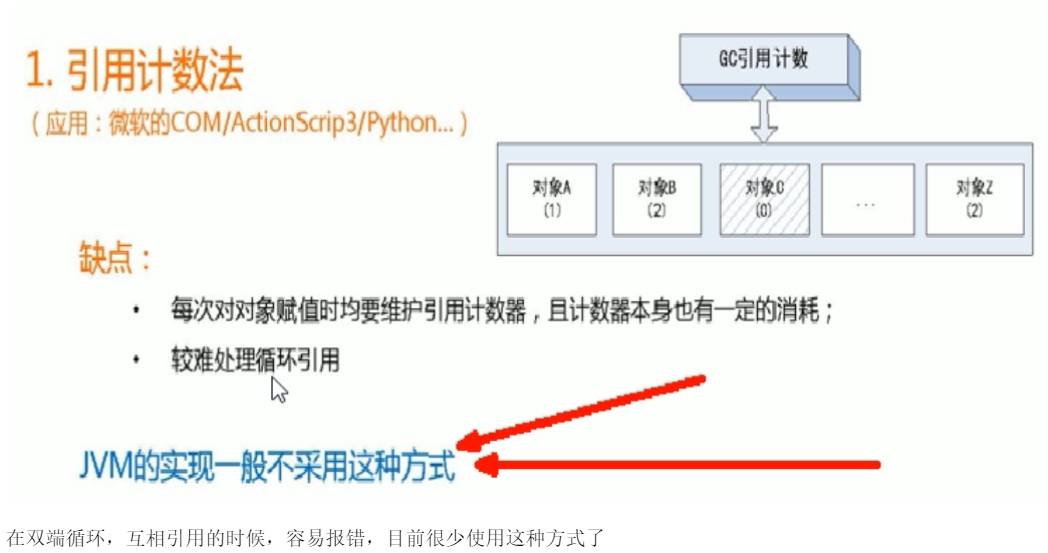 1. 引用计数法
（应用：微软的COM/ActionScrip3/Python...）
GC引用计数
对象A
(1)
对象B
(2)
对象C
(0)
...
对象Z
(2)
缺点：
• 每次对对象赋值时均要维护引用计数器，且计数器本身也有一定的消耗；
• 较难处理循环引用
JVM的实现一般不采用这种方式
在双端循环，互相引用的时候，容易报错，目前很少使用这种方式了